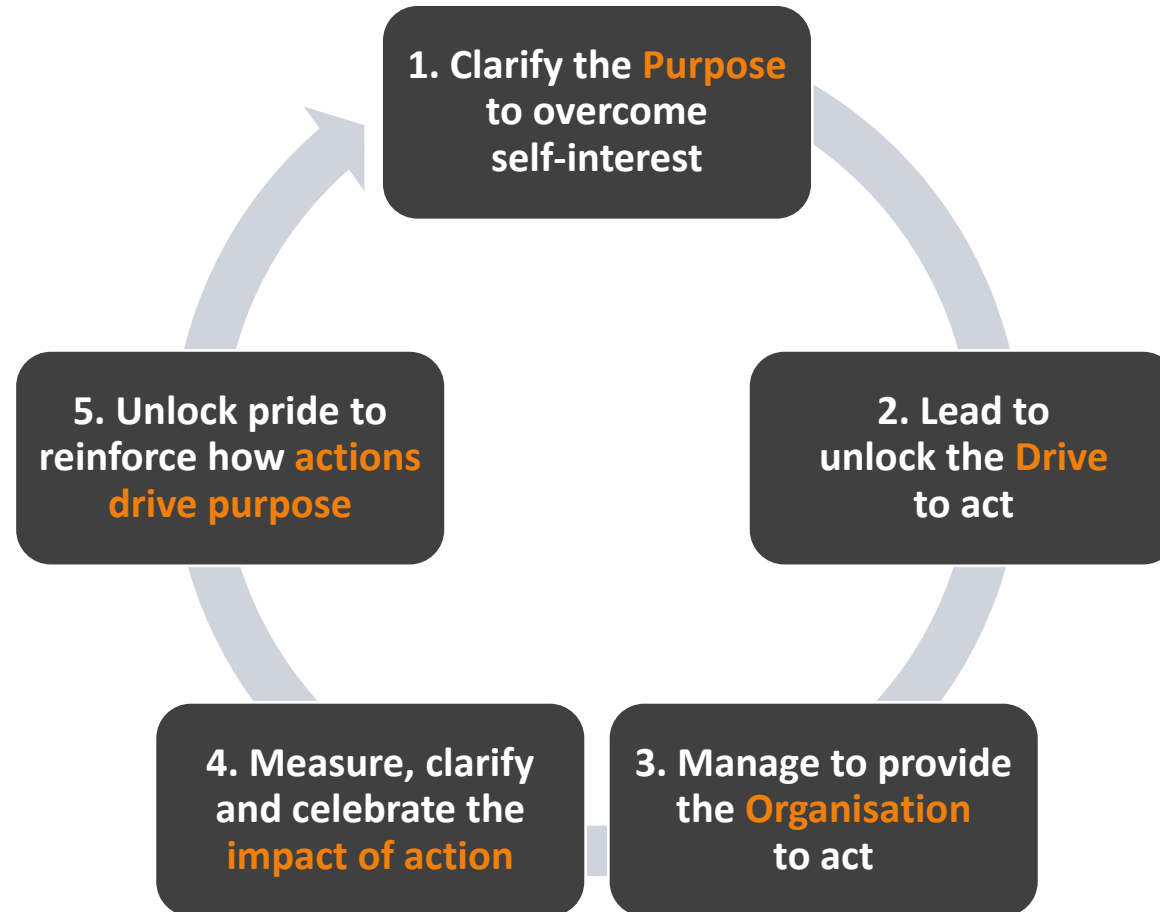 1. Clarify the Purpose
to overcome
self-interest
2. Lead to
unlock the Drive
to act
3. Manage to provide
the Organisation
to act
4. Measure, clarify
and celebrate the
impact of action
5. Unlock pride to
reinforce how actions
drive purpose